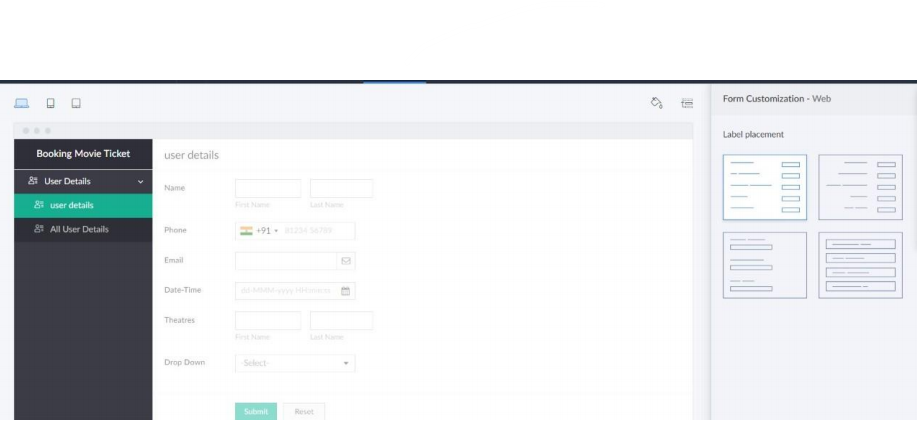 Form Customization - Web
Label placement
Booking Movie Ticket
user details
User Details
user details
All User Details
Name
First Name Last Name
Phone
+91 81234 56789
Email
Date-Time
dd-MMM-yyyy HH:mm:ss
Theatres
First Name Last Name
Drop Down
-Select-
Submit Reset